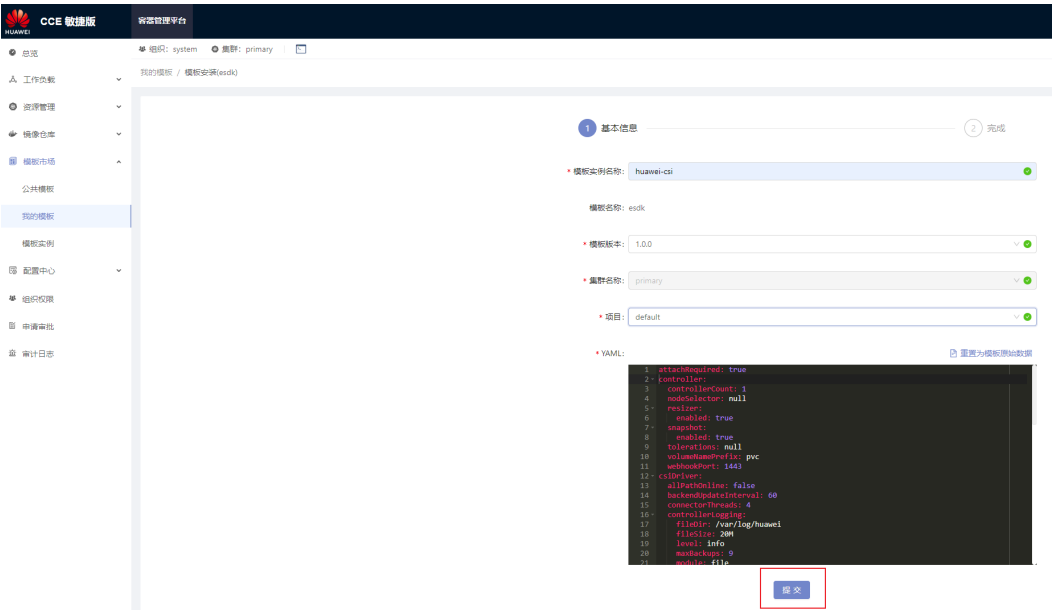 HUAWEI
CCE 敏捷版
容器管理平台
总览
工作负载
资源管理
镜像仓库
模板市场
公共模板
我的模板
模板实例
配置中心
组织权限
申请审批
审计日志
组织: system 集群: primary
我的模板 / 模板安装(esdk)
1 基本信息
2 完成
* 模板实例名称: huawei-csi
模板名称: esdk
* 模板版本: 1.0.0
* 集群名称: primary
* 项目: default
* YAML: 重置为模板原始数据
1 attachRequired: true
2 controller:
3 controllerCount: 1
4 nodeSelector: null
5 resizer:
6 enabled: true
7 snapshot:
8 enabled: true
9 tolerations: null
10 volumeNamePrefix: pvc
11 webhookPort: 1443
12 csiDriver:
13 allPathOnline: false
14 backendUpdateInterval: 60
15 connectorThreads: 4
16 controllerLogging:
17 fileDir: /var/log/huawei
18 fileSize: 20M
19 level: info
20 maxBackups: 9
21 module: file
提交